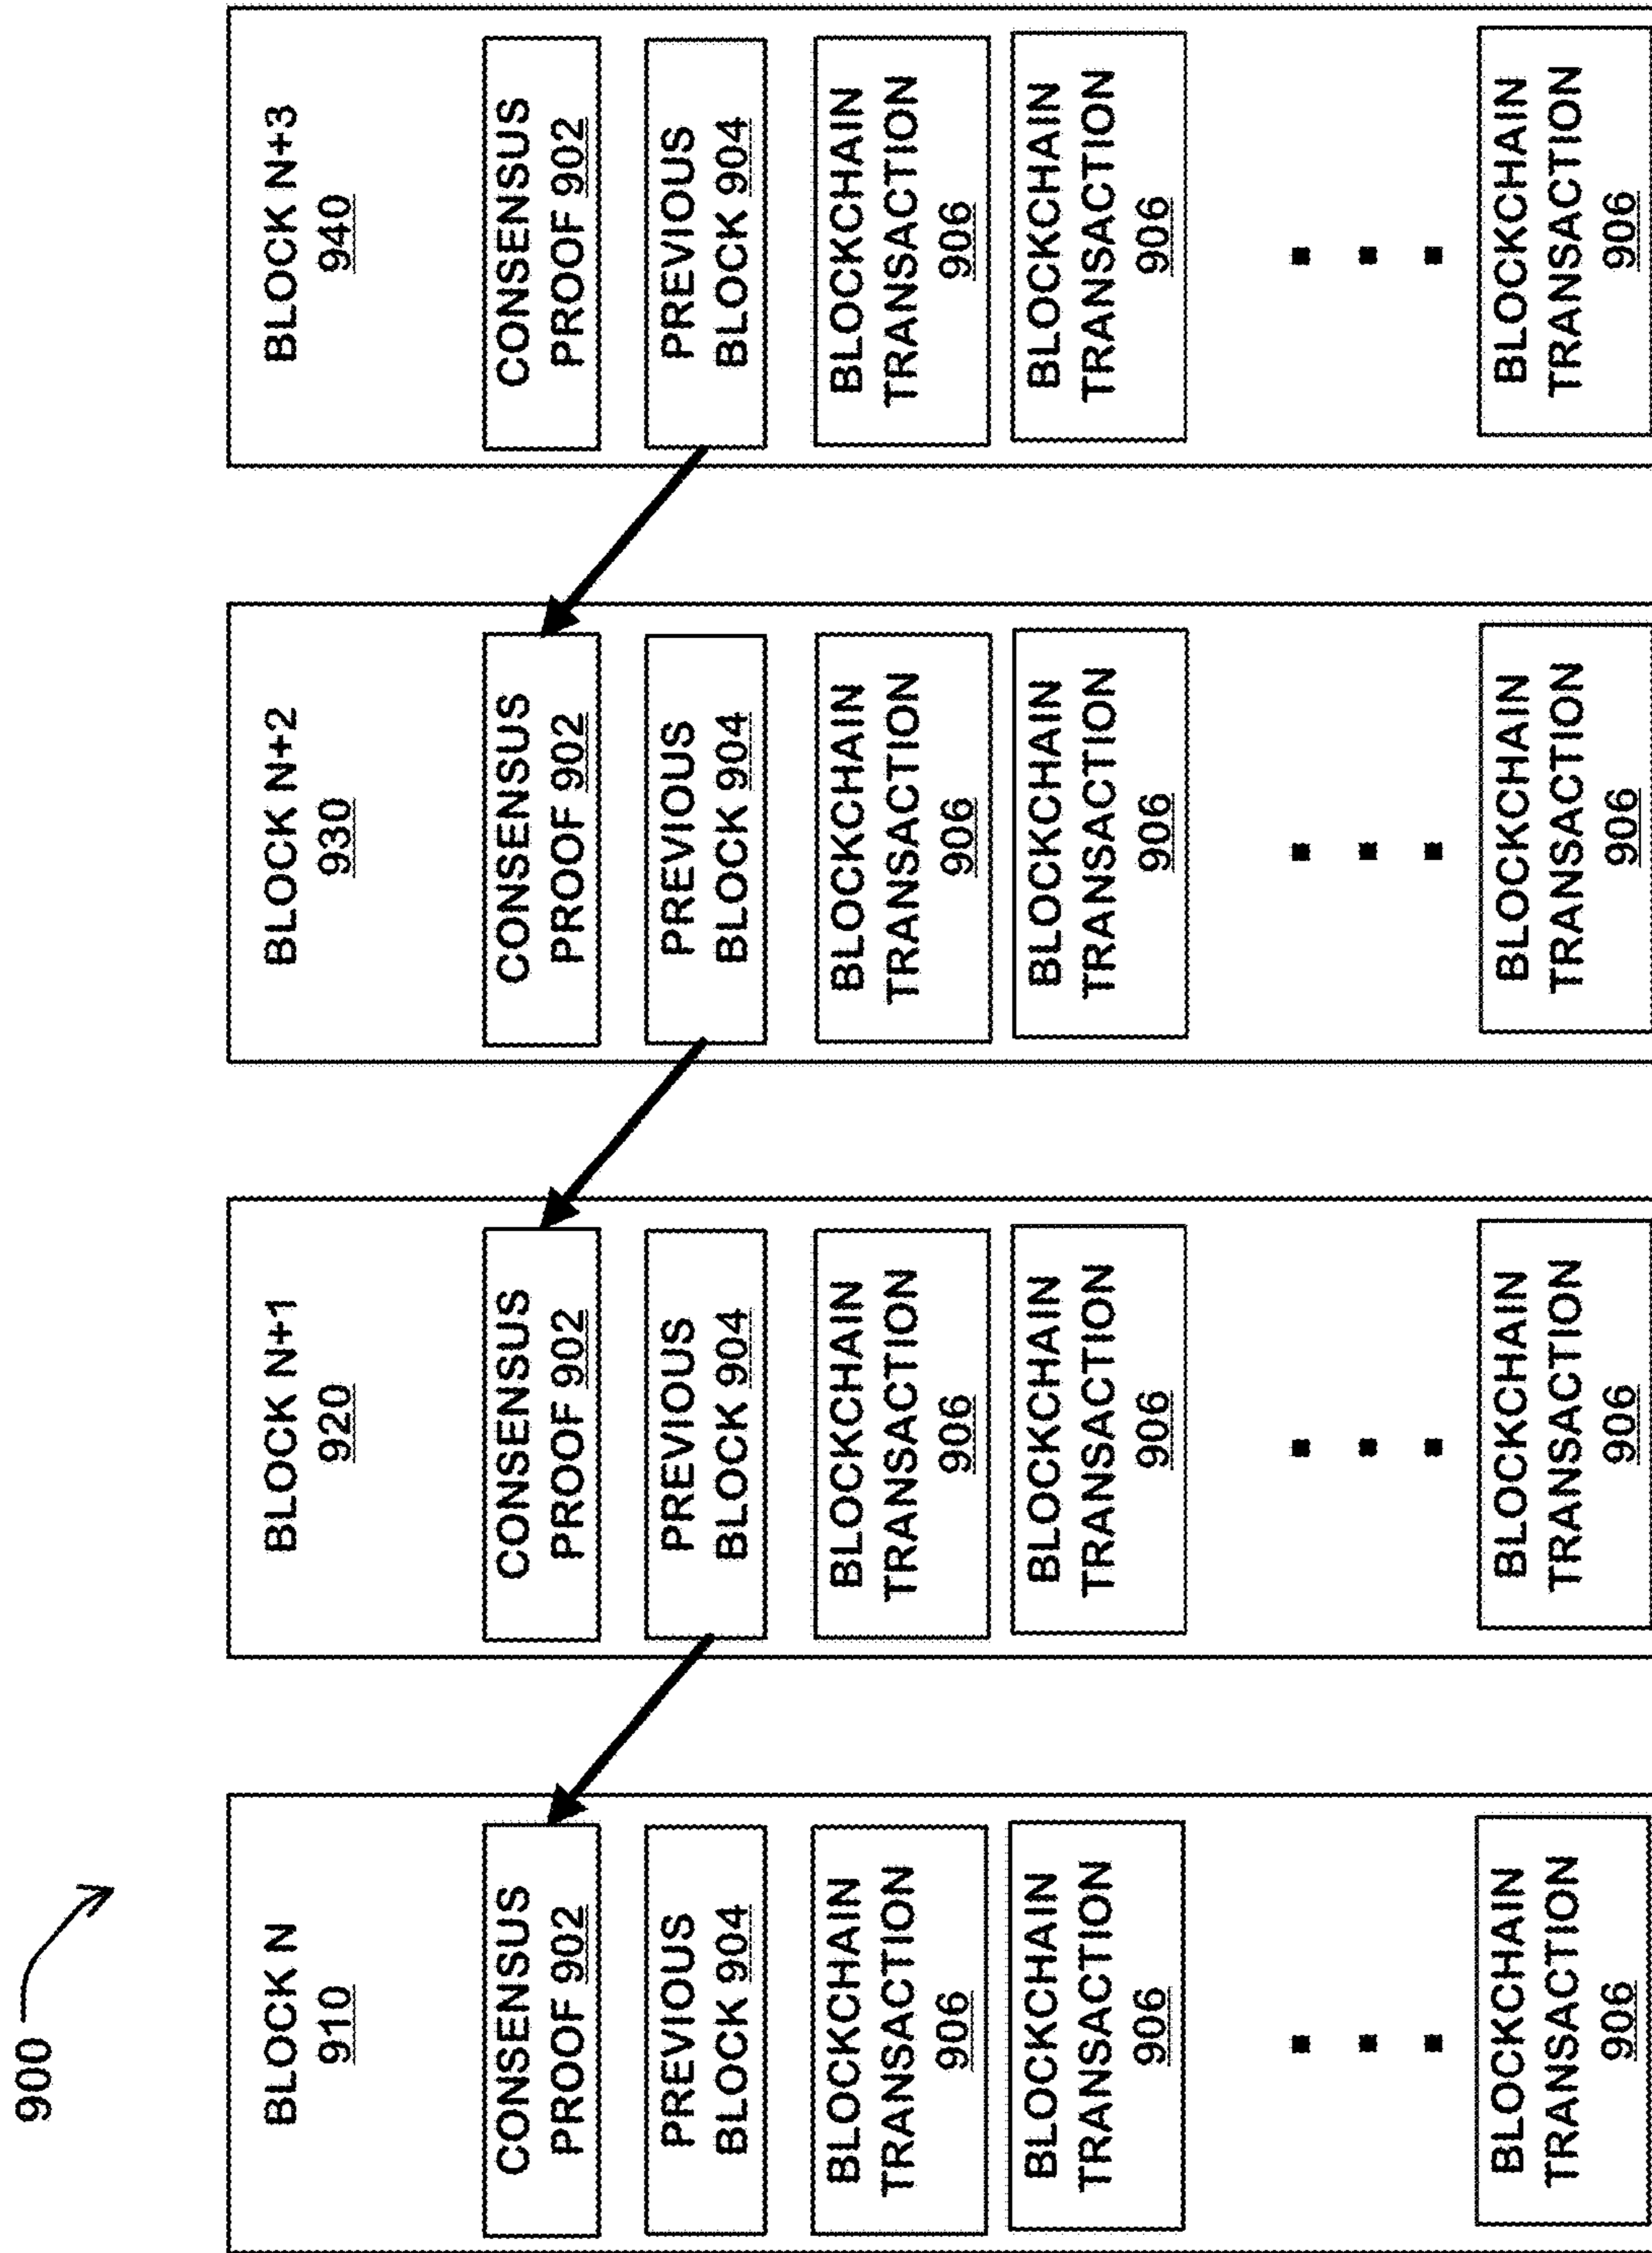 900
BLOCK N
910
CONSENSUS
PROOF 902
PREVIOUS
BLOCK 904
BLOCKCHAIN
TRANSACTION
906
BLOCKCHAIN
TRANSACTION
906
BLOCKCHAIN
TRANSACTION
906
BLOCK N+1
920
CONSENSUS
PROOF 902
PREVIOUS
BLOCK 904
BLOCKCHAIN
TRANSACTION
906
BLOCKCHAIN
TRANSACTION
906
BLOCKCHAIN
TRANSACTION
906
BLOCK N+2
930
CONSENSUS
PROOF 902
PREVIOUS
BLOCK 904
BLOCKCHAIN
TRANSACTION
906
BLOCKCHAIN
TRANSACTION
906
BLOCKCHAIN
TRANSACTION
906
BLOCK N+3
940
CONSENSUS
PROOF 902
PREVIOUS
BLOCK 904
BLOCKCHAIN
TRANSACTION
906
BLOCKCHAIN
TRANSACTION
906
BLOCKCHAIN
TRANSACTION
906